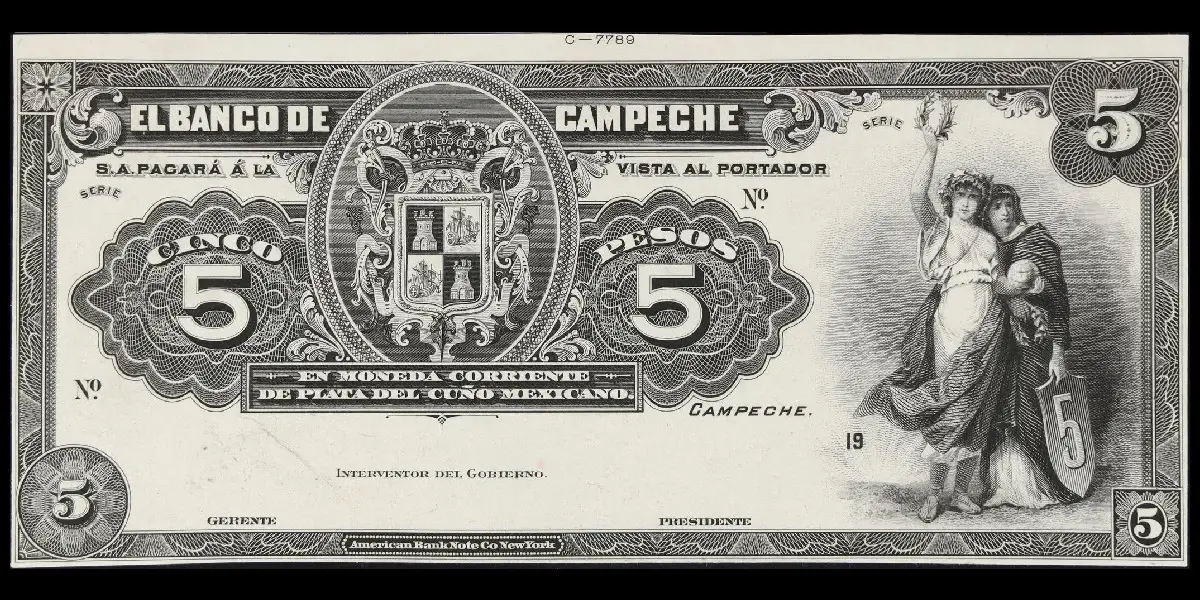 C—7789
EL BANCO DE CAMPECHE
S.A. PAGARÁ Á LA VISTA AL PORTADOR
SERIE
SERIE
Nº
CINCO PESOS
5
5
5
EN MONEDA CORRIENTE
DE PLATA DEL CUÑO MEXICANO.
Nº
CAMPECHE.
19
5
INTERVENTOR DEL GOBIERNO.
5
5
GERENTE
PRESIDENTE
American Bank Note Co New York